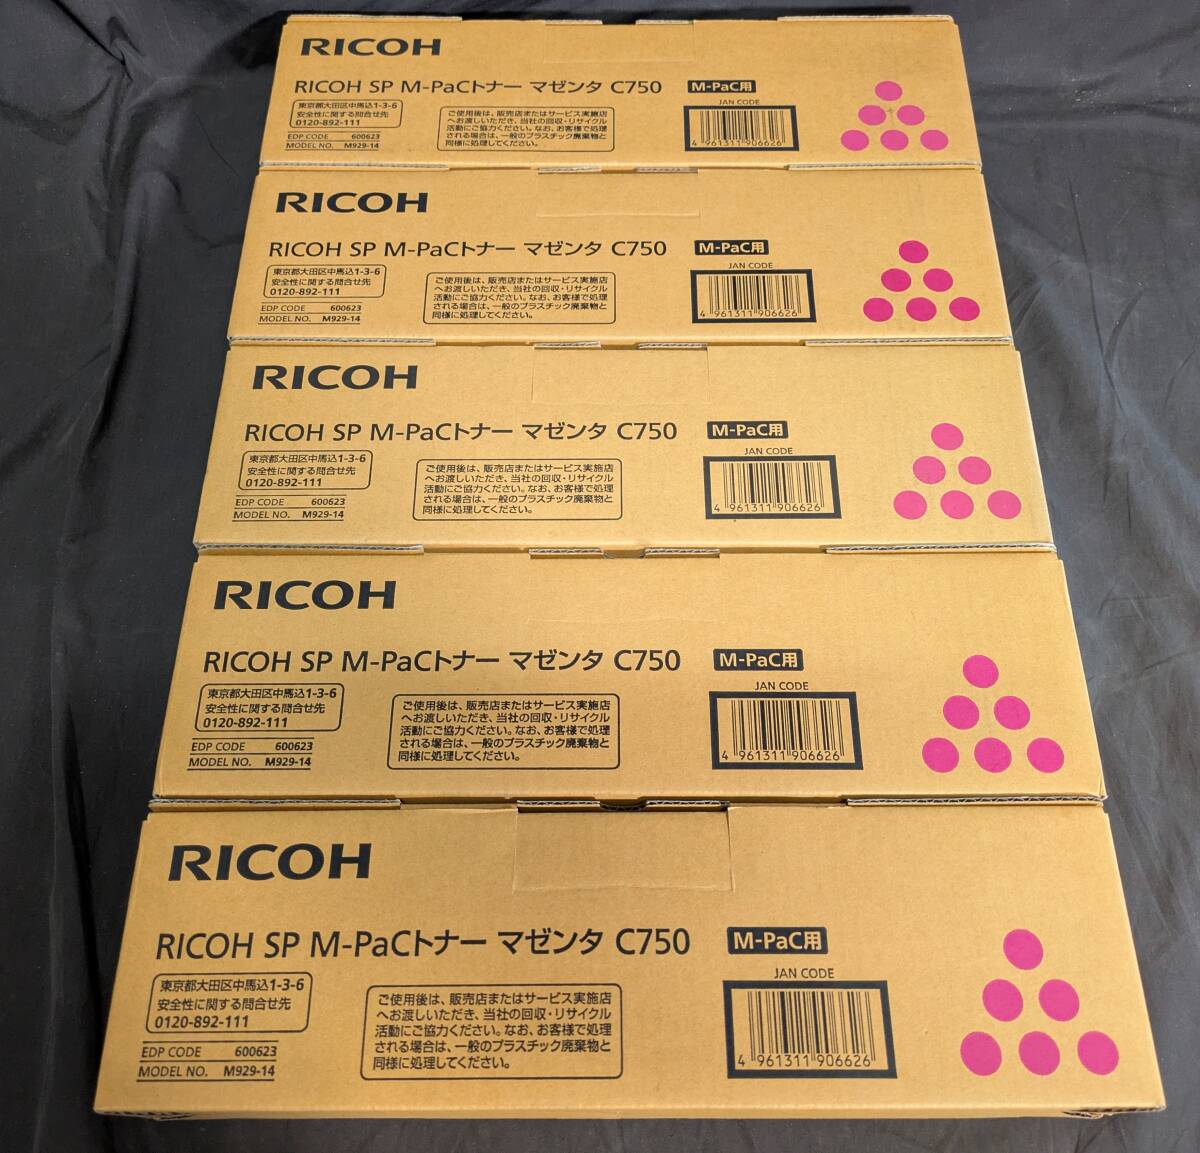 RICOH
RICOH SP M-PaCトナー マゼンタ C750 M-PaC用
JAN CODE
東京都大田区中馬込1-3-6
安全性に関する問合せ先
0120-892-111
EDP CODE 600623
MODEL NO. M929-14
ご使用後は、販売店またはサービス実施店
へお渡しいただき、当社の回収・リサイクル
活動にご協力ください。なお、お客様で処理
される場合は、一般のプラスチック廃棄物と
同様に処理してください。
4 961311 906626
RICOH
RICOH SP M-PaCトナー マゼンタ C750 M-PaC用
JAN CODE
東京都大田区中馬込1-3-6
安全性に関する問合せ先
0120-892-111
EDP CODE 600623
MODEL NO. M929-14
ご使用後は、販売店またはサービス実施店
へお渡しいただき、当社の回収・リサイクル
活動にご協力ください。なお、お客様で処理
される場合は、一般のプラスチック廃棄物と
同様に処理してください。
4 961311 906626
RICOH
RICOH SP M-PaCトナー マゼンタ C750 M-PaC用
JAN CODE
東京都大田区中馬込1-3-6
安全性に関する問合せ先
0120-892-111
EDP CODE 600623
MODEL NO. M929-14
ご使用後は、販売店またはサービス実施店
へお渡しいただき、当社の回収・リサイクル
活動にご協力ください。なお、お客様で処理
される場合は、一般のプラスチック廃棄物と
同様に処理してください。
4 961311 906626
RICOH
RICOH SP M-PaCトナー マゼンタ C750 M-PaC用
JAN CODE
東京都大田区中馬込1-3-6
安全性に関する問合せ先
0120-892-111
EDP CODE 600623
MODEL NO. M929-14
ご使用後は、販売店またはサービス実施店
へお渡しいただき、当社の回収・リサイクル
活動にご協力ください。なお、お客様で処理
される場合は、一般のプラスチック廃棄物と
同様に処理してください。
4 961311 906626
RICOH
RICOH SP M-PaCトナー マゼンタ C750 M-PaC用
JAN CODE
東京都大田区中馬込1-3-6
安全性に関する問合せ先
0120-892-111
EDP CODE 600623
MODEL NO. M929-14
ご使用後は、販売店またはサービス実施店
へお渡しいただき、当社の回収・リサイクル
活動にご協力ください。なお、お客様で処理
される場合は、一般のプラスチック廃棄物と
同様に処理してください。
4 961311 906626